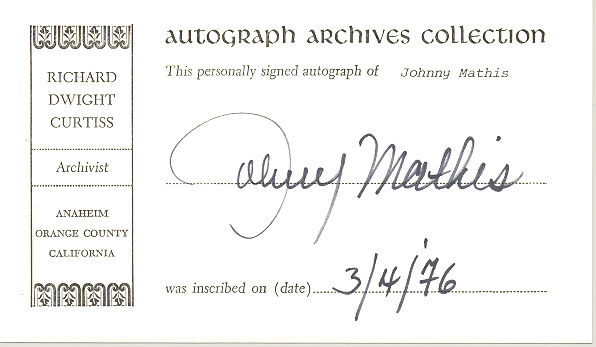 RICHARD
DWIGHT
CURTISS
Archivist
ANAHEIM
ORANGE COUNTY
CALIFORNIA
AUTOGRAPH ARCHIVES COLLECTION
This personally signed autograph of Johnny Mathis
Johnny Mathis
was inscribed on (date) 3/4/'76